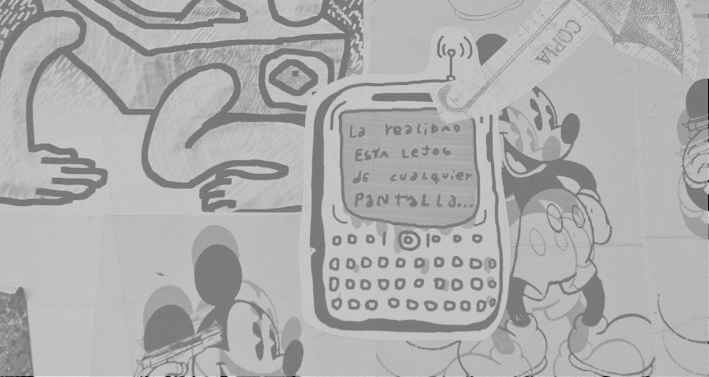 COPIA
La realidad
ESTA LeJos
de cualquier
PaNtaLLa...